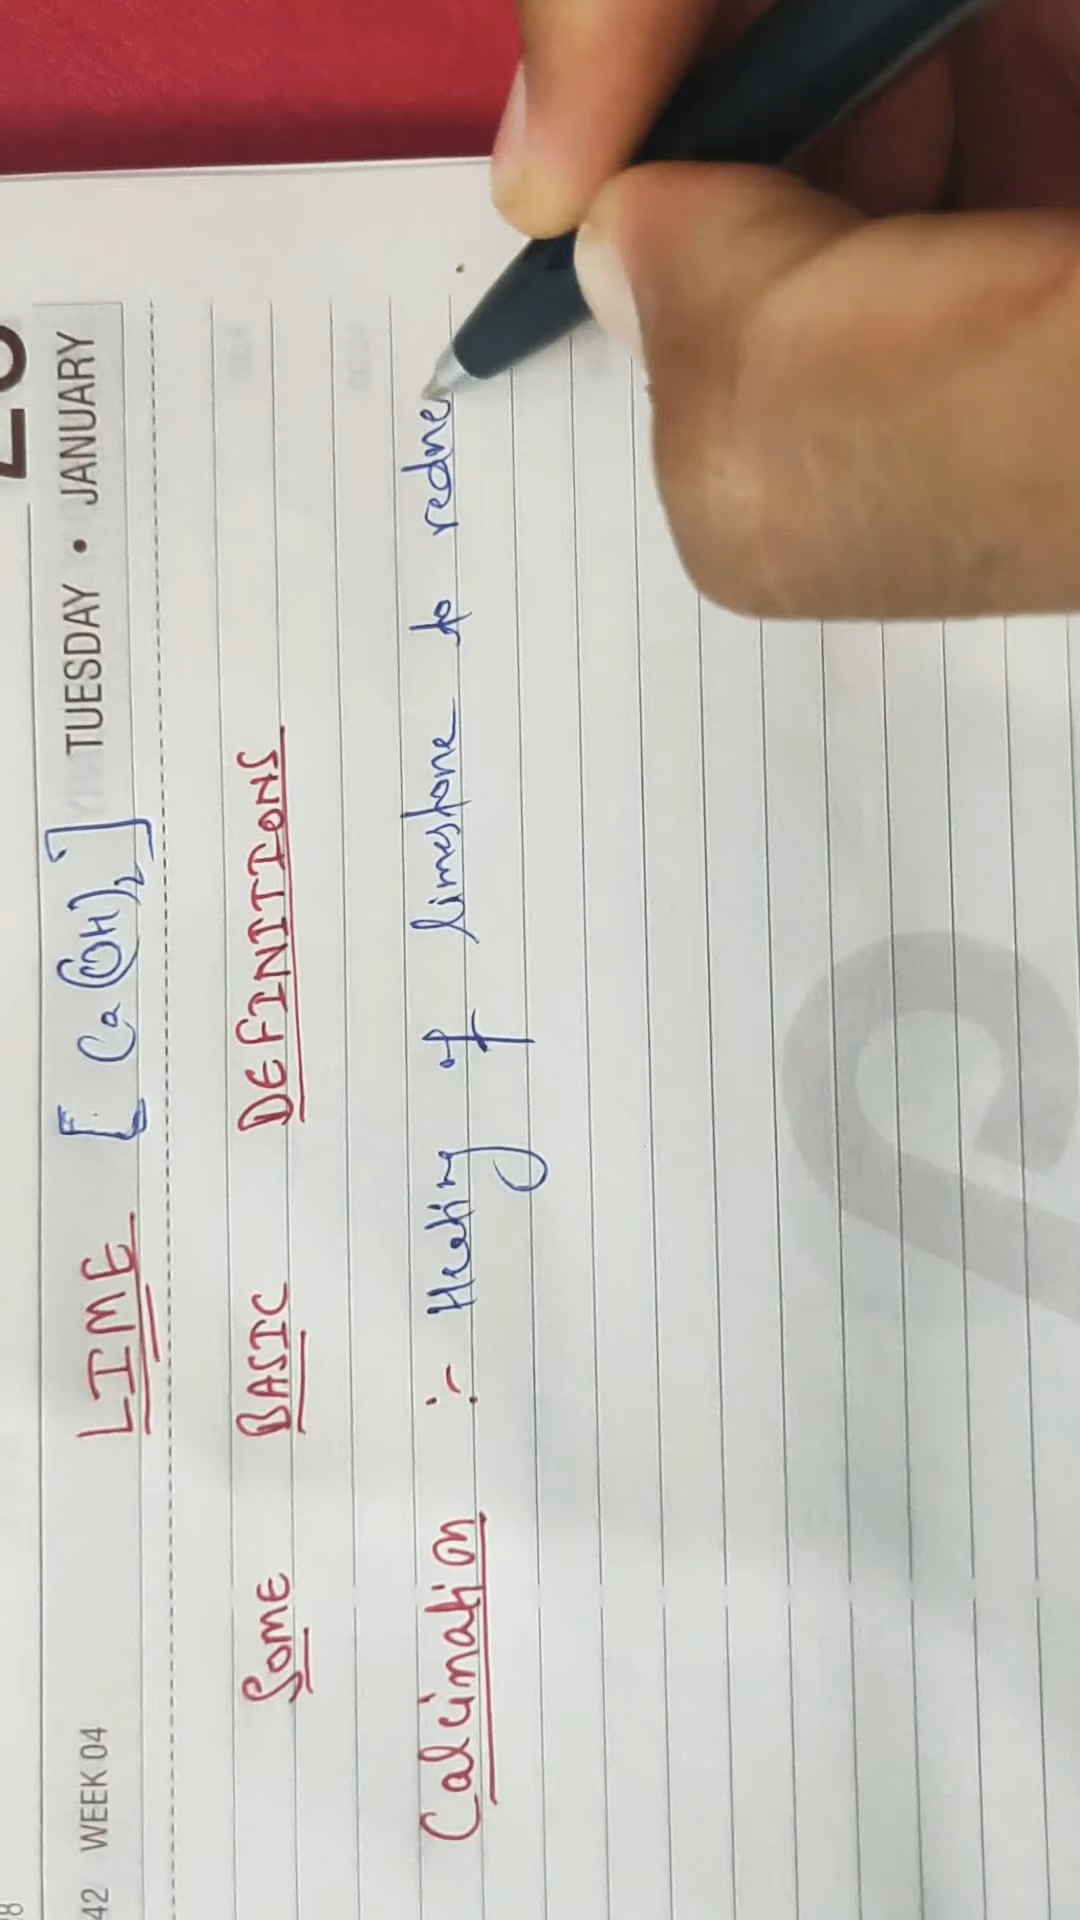 42 WEEK 04 TUESDAY • JANUARY
LIME [Ca(OH)2]
SOME BASIC DEFINITIONS
Calcination :- Heating of limestone to redne